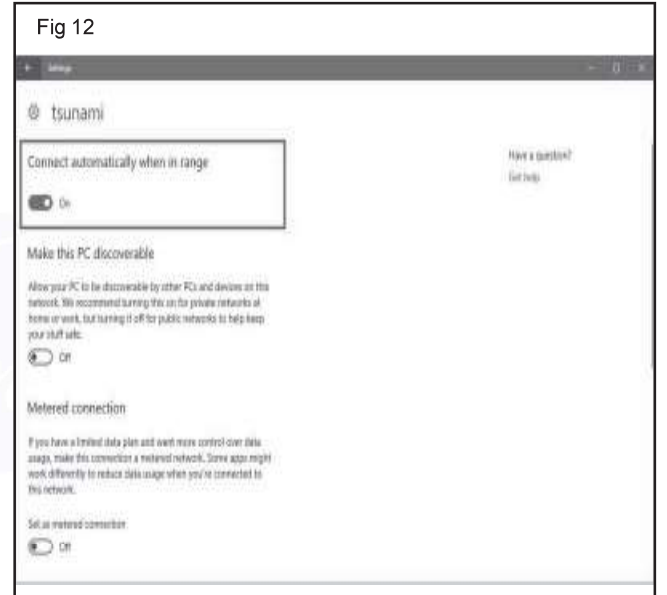 Fig 12
Settings
tsunami
Connect automatically when in range
On
Have a question?
Get help
Make this PC discoverable
Allow your PC to be discoverable by other PCs and devices on this
network. We recommend turning this on for private networks at
home or work, but turning it off for public networks to help keep
your stuff safe.
Off
Metered connection
If you have a limited data plan and want more control over data
usage, make this connection a metered network. Some apps might
work differently to reduce data usage when you're connected to
this network.
Set as metered connection
Off